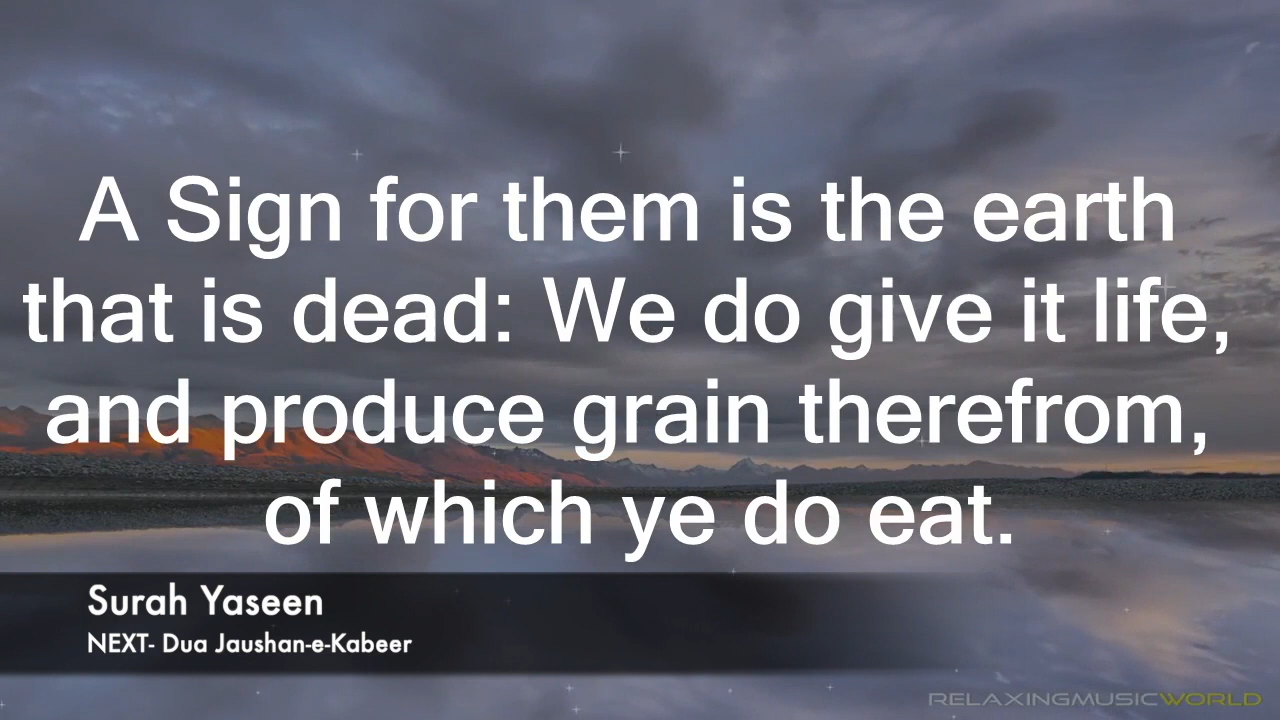 A Sign for them is the earth
that is dead: We do give it life,
and produce grain therefrom,
of which ye do eat.
Surah Yaseen
NEXT- Dua Jaushan-e-Kabeer
RELAXINGMUSICWORLD